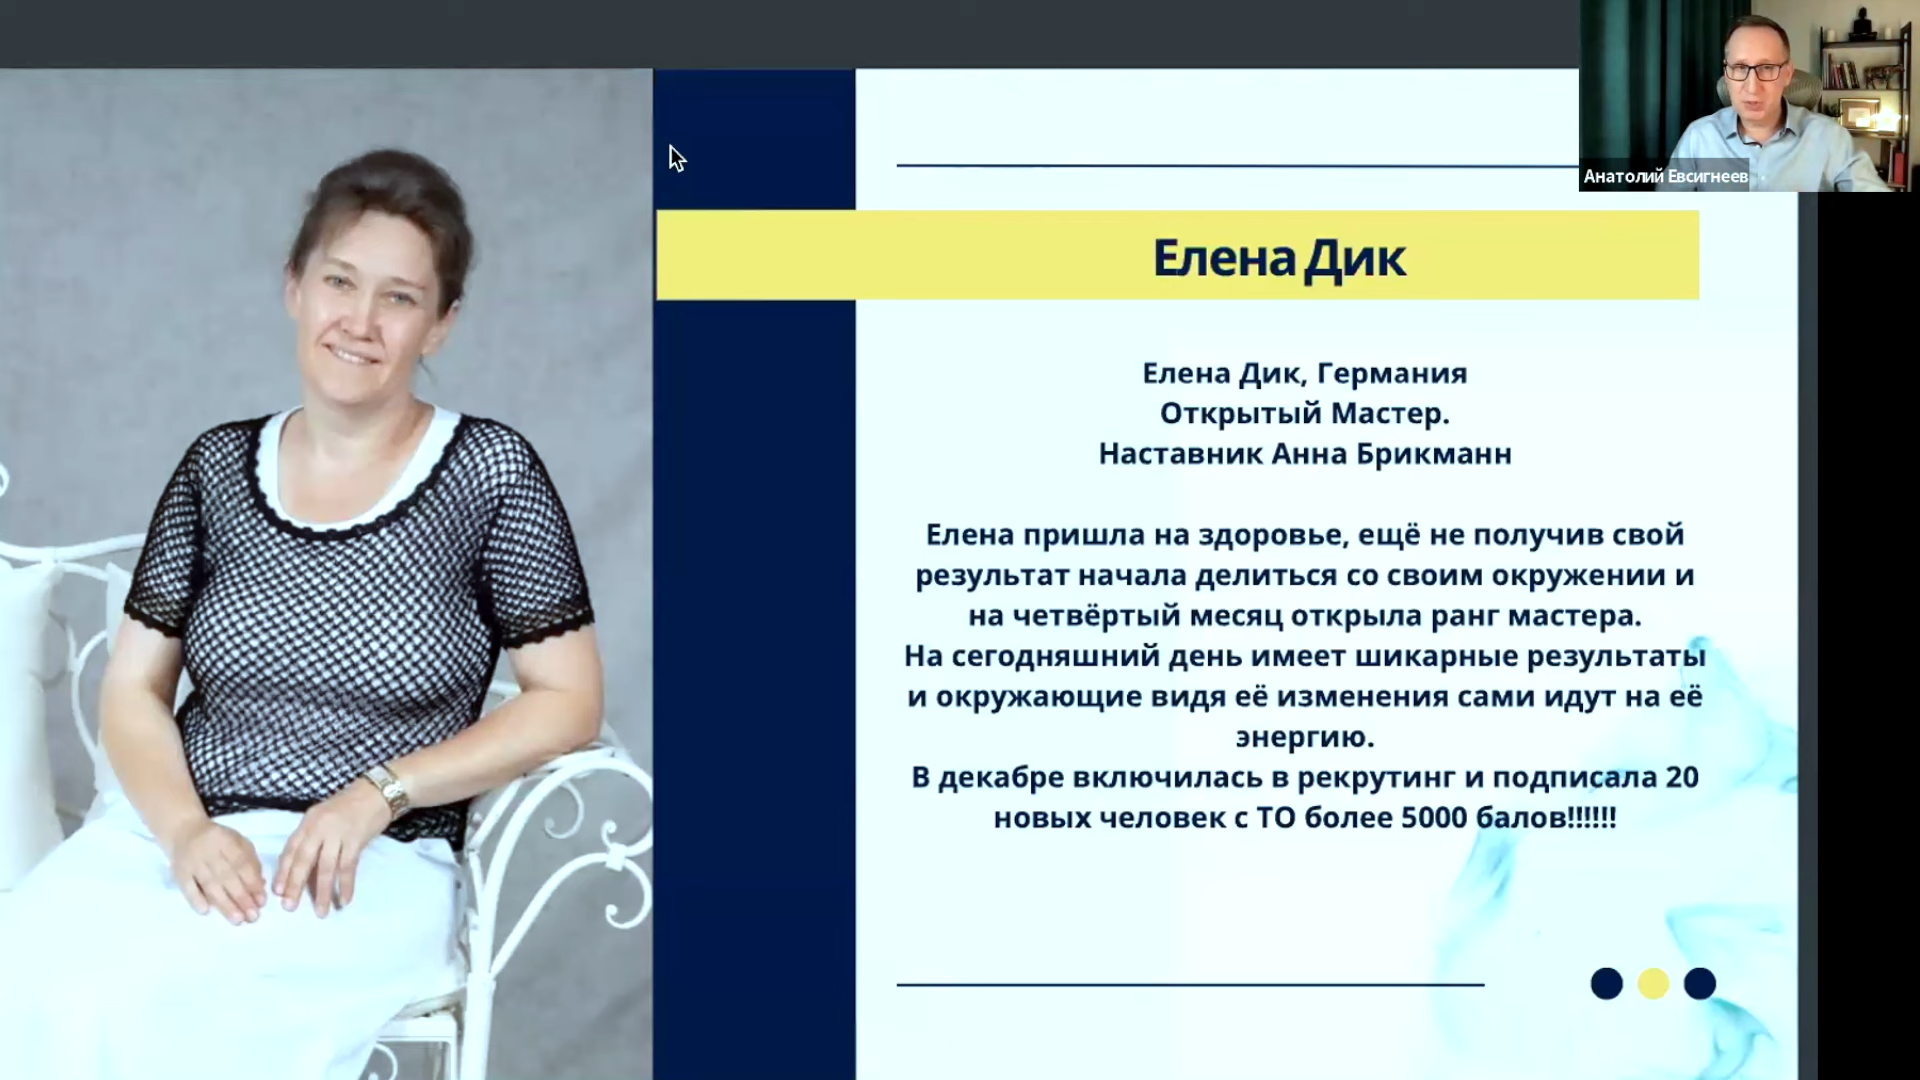 Анатолий Евсигнеев
Елена Дик
Елена Дик, Германия
Открытый Мастер.
Наставник Анна Брикманн
Елена пришла на здоровье, ещё не получив свой
результат начала делиться со своим окружении и
на четвёртый месяц открыла ранг мастера.
На сегодняшний день имеет шикарные результаты
и окружающие видя её изменения сами идут на её
энергию.
В декабре включилась в рекрутинг и подписала 20
новых человек с ТО более 5000 балов!!!!!!